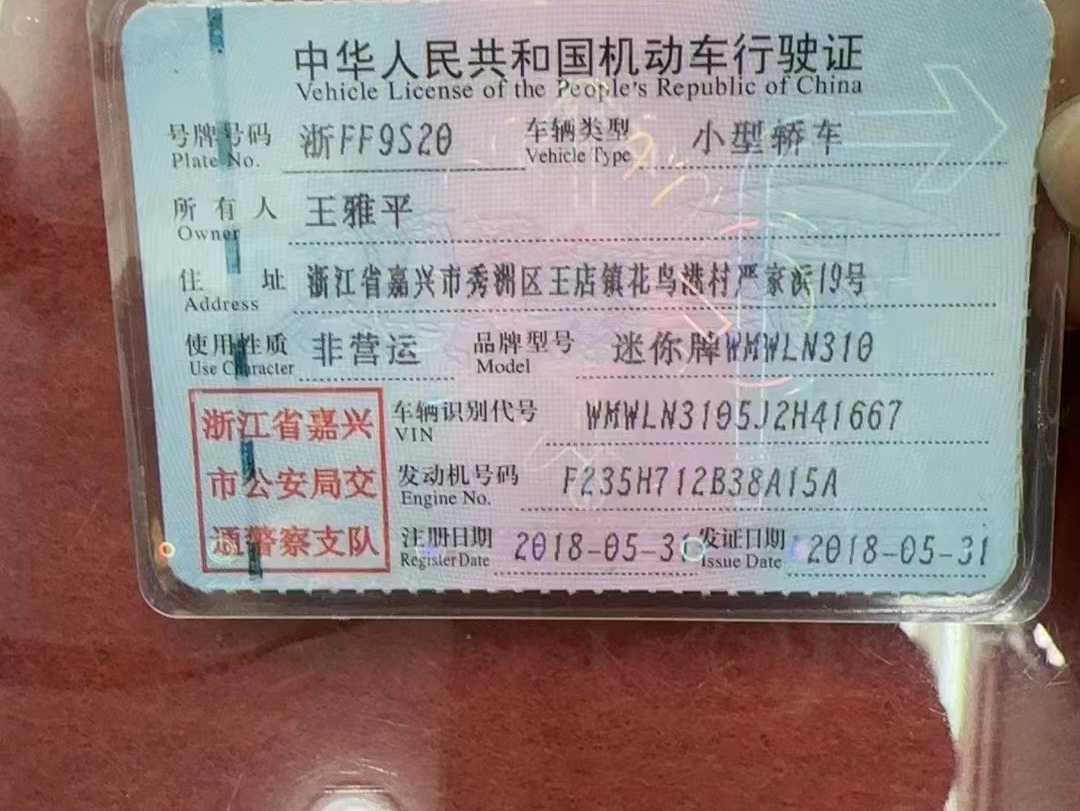 中华人民共和国机动车行驶证
Vehicle License of the People's Republic of China
号牌号码 浙FF9S20 车辆类型 小型轿车
Plate No. Vehicle Type
所有人 王雅平
Owner
住址 浙江省嘉兴市秀洲区王店镇花鸟港村严家浜19号
Address
使用性质 非营运 品牌型号 迷你牌WMWLN310
Use Character Model
浙江省嘉兴 车辆识别代号 WMWLN3105J2H41667
VIN
市公安局交 发动机号码 F235H712B38A15A
Engine No.
通警察支队 注册日期 2018-05-31 发证日期 2018-05-31
Register Date Issue Date